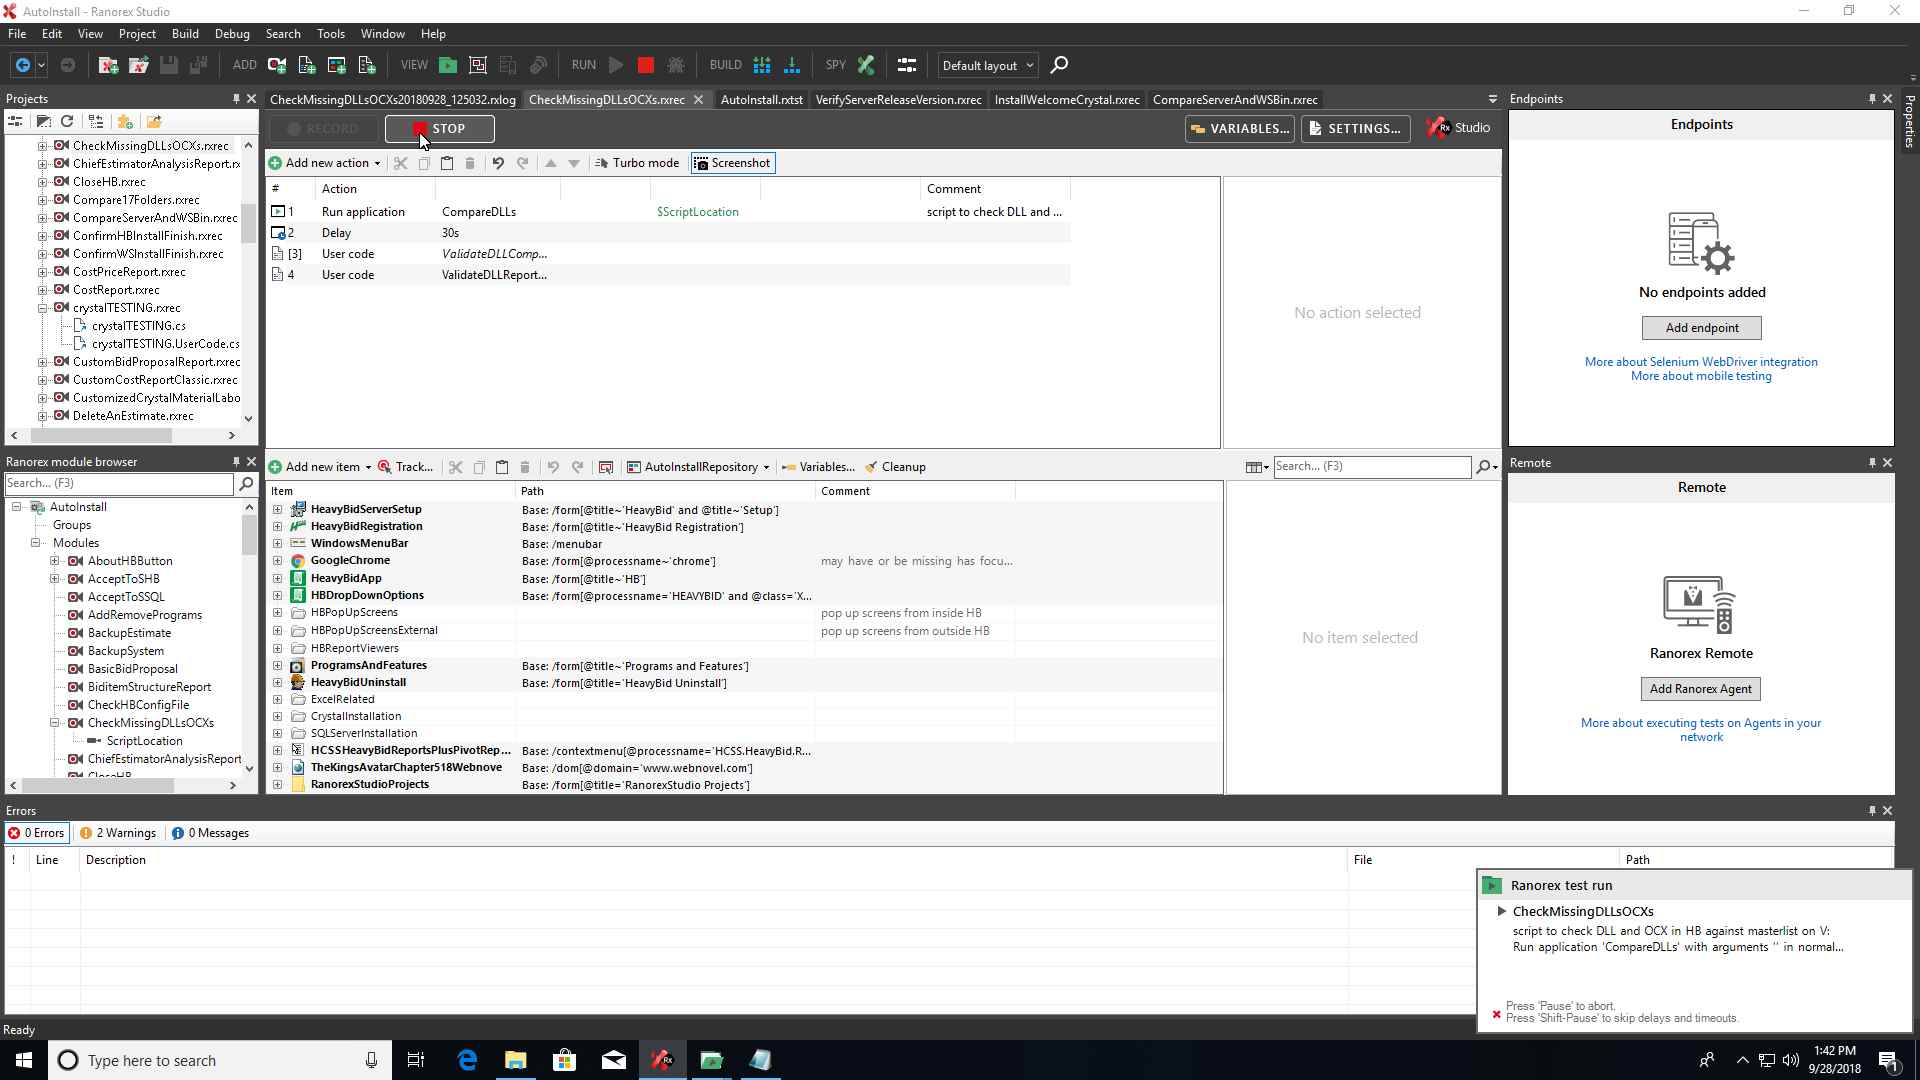 AutoInstall - Ranorex Studio
File Edit View Project Build Debug Search Tools Window Help
ADD VIEW RUN BUILD SPY Default layout
Projects
CheckMissingDLLsOCXs20180928_125032.rxlog CheckMissingDLLsOCXs.rxrec AutoInstall.rxtst VerifyServerReleaseVersion.rxrec InstallWelcomeCrystal.rxrec CompareServerAndWSBin.rxrec
RECORD STOP VARIABLES... SETTINGS... Rx Studio
Add new action Turbo mode Screenshot
CheckMissingDLLsOCXs.rxrec
ChiefEstimatorAnalysisReport.rx
CloseHB.rxrec
Compare17Folders.rxrec
CompareServerAndWSBin.rxrec
ConfirmHBInstallFinish.rxrec
ConfirmWSInstallFinish.rxrec
CostPriceReport.rxrec
CostReport.rxrec
crystalTESTING.rxrec
crystalTESTING.cs
crystalTESTING.UserCode.cs
CustomBidProposalReport.rxrec
CustomCostReportClassic.rxrec
CustomizedCrystalMaterialLabo
DeleteAnEstimate.rxrec
# Action Comment
1 Run application CompareDLLs $ScriptLocation script to check DLL and ...
2 Delay 30s
[3] User code ValidateDLLComp...
4 User code ValidateDLLReport...
No action selected
Endpoints
Endpoints
No endpoints added
Add endpoint
More about Selenium WebDriver integration
More about mobile testing
Properties
Ranorex module browser
Search... (F3)
AutoInstall
Groups
Modules
AboutHBButton
AcceptToSHB
AcceptToSSQL
AddRemovePrograms
BackupEstimate
BackupSystem
BasicBidProposal
BiditemStructureReport
CheckHBConfigFile
CheckMissingDLLsOCXs
ScriptLocation
ChiefEstimatorAnalysisReport
CloseHB
Add new item Track... AutoInstallRepository Variables... Cleanup Search... (F3)
Item Path Comment
HeavyBidServerSetup Base: /form[@title~'HeavyBid' and @title~'Setup']
HeavyBidRegistration Base: /form[@title~'HeavyBid Registration']
WindowsMenuBar Base: /menubar
GoogleChrome Base: /form[@processname~'chrome'] may have or be missing has focu...
HeavyBidApp Base: /form[@title~'HB']
HBDropDownOptions Base: /form[@processname='HEAVYBID' and @class='X...
HBPopUpScreens pop up screens from inside HB
HBPopUpScreensExternal pop up screens from outside HB
HBReportViewers
ProgramsAndFeatures Base: /form[@title~'Programs and Features']
HeavyBidUninstall Base: /form[@title='HeavyBid Uninstall']
ExcelRelated
CrystalInstallation
SQLServerInstallation
HCSSHeavyBidReportsPlusPivotRep... Base: /contextmenu[@processname='HCSS.HeavyBid.R...
TheKingsAvatarChapter518Webnove Base: /dom[@domain='www.webnovel.com']
RanorexStudioProjects Base: /form[@title='RanorexStudio Projects']
No item selected
Remote
Remote
Ranorex Remote
Add Ranorex Agent
More about executing tests on Agents in your
network
Errors
0 Errors 2 Warnings 0 Messages
! Line Description File Path
Ranorex test run
CheckMissingDLLsOCXs
script to check DLL and OCX in HB against masterlist on V:
Run application 'CompareDLLs' with arguments '' in normal...
Press 'Pause' to abort.
Press 'Shift-Pause' to skip delays and timeouts.
Ready
Type here to search
1:42 PM
9/28/2018
1